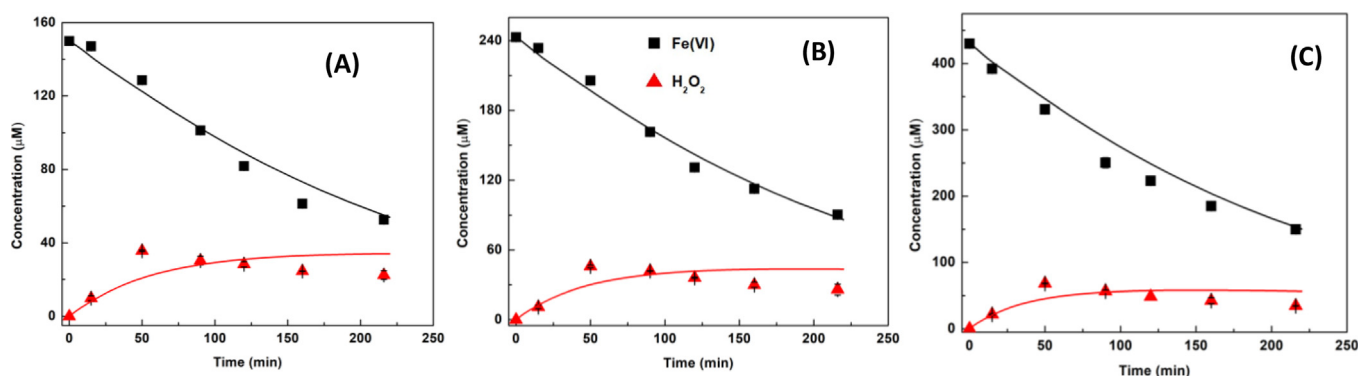 (A)
160
120
80
40
0
Concentration (μM)
0 50 100 150 200 250
Time (min)
(B)
Fe(VI)
H₂O₂
240
180
120
60
0
Concentration (μM)
0 50 100 150 200 250
Time (min)
(C)
400
300
200
100
0
Concentration (μM)
0 50 100 150 200 250
Time (min)